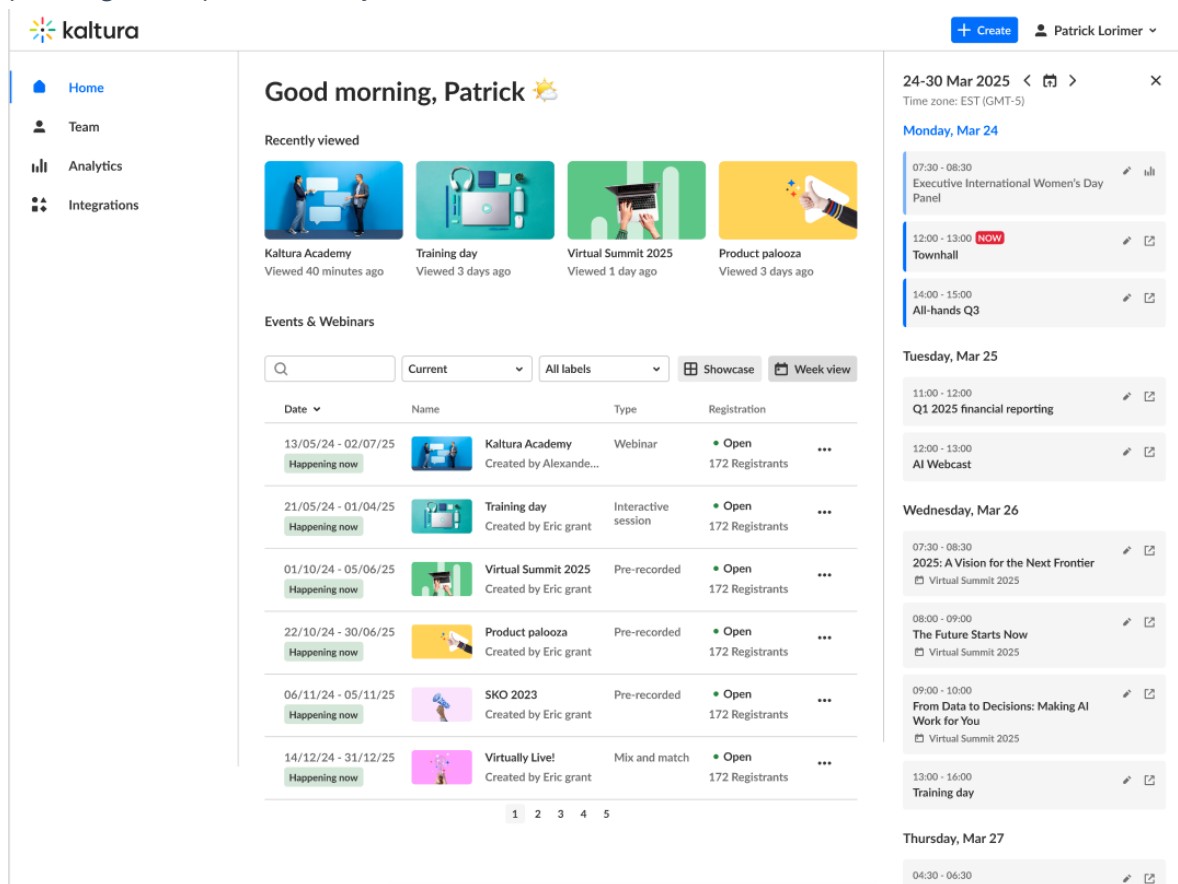 kaltura
Create
Patrick Lorimer
Home
Team
Analytics
Integrations
Good morning, Patrick
Recently viewed
Kaltura Academy
Viewed 40 minutes ago
Training day
Viewed 3 days ago
Virtual Summit 2025
Viewed 1 day ago
Product palooza
Viewed 3 days ago
Events & Webinars
Current
All labels
Showcase
Week view
Date Name Type Registration
13/05/24 - 02/07/25 Kaltura Academy Webinar Open
Happening now Created by Alexande... 172 Registrants
21/05/24 - 01/04/25 Training day Interactive session Open
Happening now Created by Eric grant 172 Registrants
01/10/24 - 05/06/25 Virtual Summit 2025 Pre-recorded Open
Happening now Created by Eric grant 172 Registrants
22/10/24 - 30/06/25 Product palooza Pre-recorded Open
Happening now Created by Eric grant 172 Registrants
06/11/24 - 05/11/25 SKO 2023 Pre-recorded Open
Happening now Created by Eric grant 172 Registrants
14/12/24 - 31/12/25 Virtually Live! Mix and match Open
Happening now Created by Eric grant 172 Registrants
1 2 3 4 5
24-30 Mar 2025
Time zone: EST (GMT-5)
Monday, Mar 24
07:30 - 08:30
Executive International Women's Day
Panel
12:00 - 13:00 NOW
Townhall
14:00 - 15:00
All-hands Q3
Tuesday, Mar 25
11:00 - 12:00
Q1 2025 financial reporting
12:00 - 13:00
AI Webcast
Wednesday, Mar 26
07:30 - 08:30
2025: A Vision for the Next Frontier
Virtual Summit 2025
08:00 - 09:00
The Future Starts Now
Virtual Summit 2025
09:00 - 10:00
From Data to Decisions: Making AI
Work for You
Virtual Summit 2025
13:00 - 16:00
Training day
Thursday, Mar 27
04:30 - 06:30